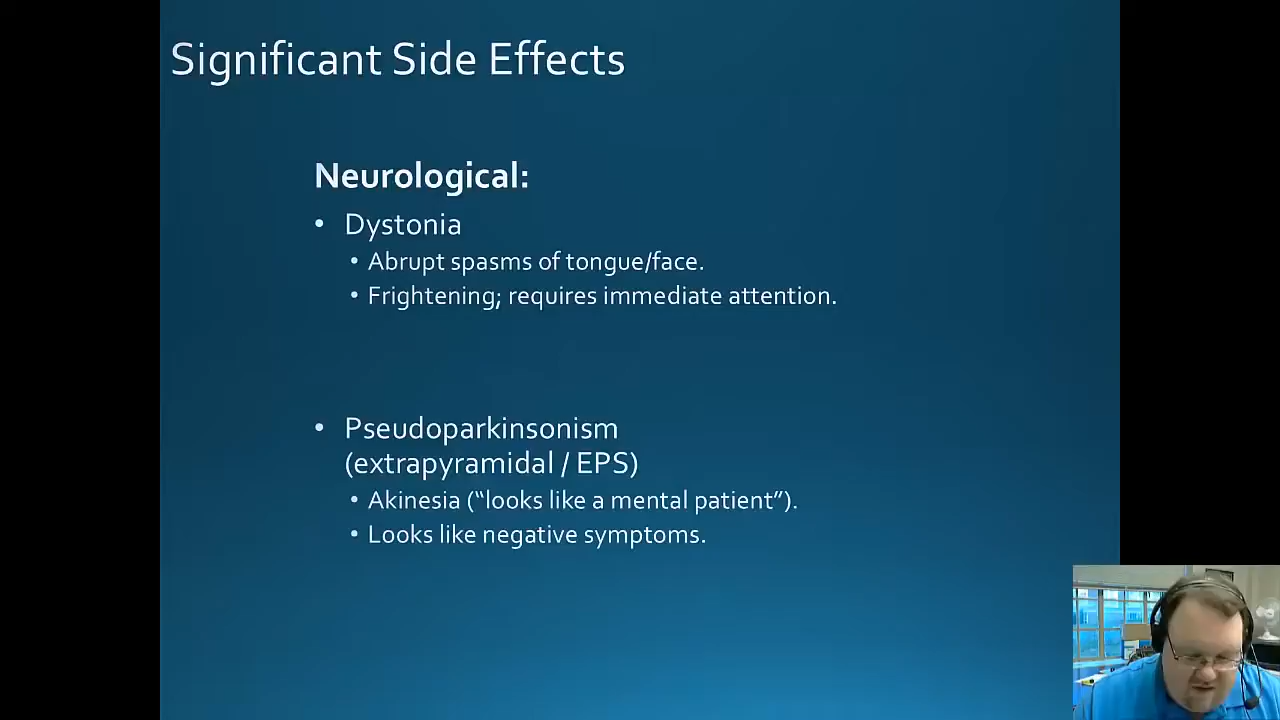 Significant Side Effects
Neurological:
• Dystonia
• Abrupt spasms of tongue/face.
• Frightening; requires immediate attention.
• Pseudoparkinsonism
(extrapyramidal / EPS)
• Akinesia (“looks like a mental patient”).
• Looks like negative symptoms.